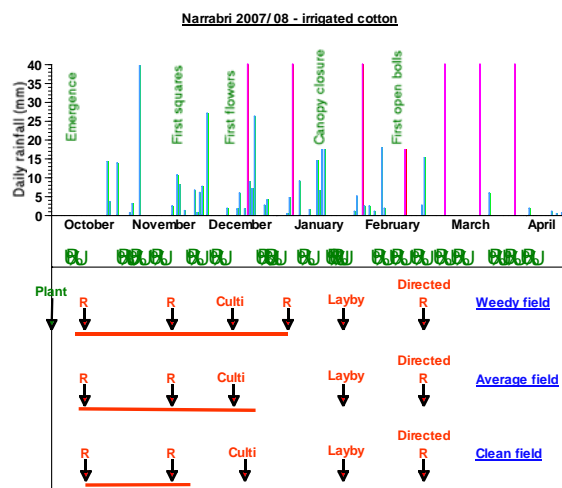 Narrabri 2007/08 - irrigated cotton
Daily rainfall (mm)
40
35
30
25
20
15
10
5
0
Emergence
First squares
First flowers
Canopy closure
First open bolls
October November December January February March April
Plant
R R Culti R Layby Directed R Weedy field
R R Culti Layby Directed R Average field
R R Culti Layby Directed R Clean field